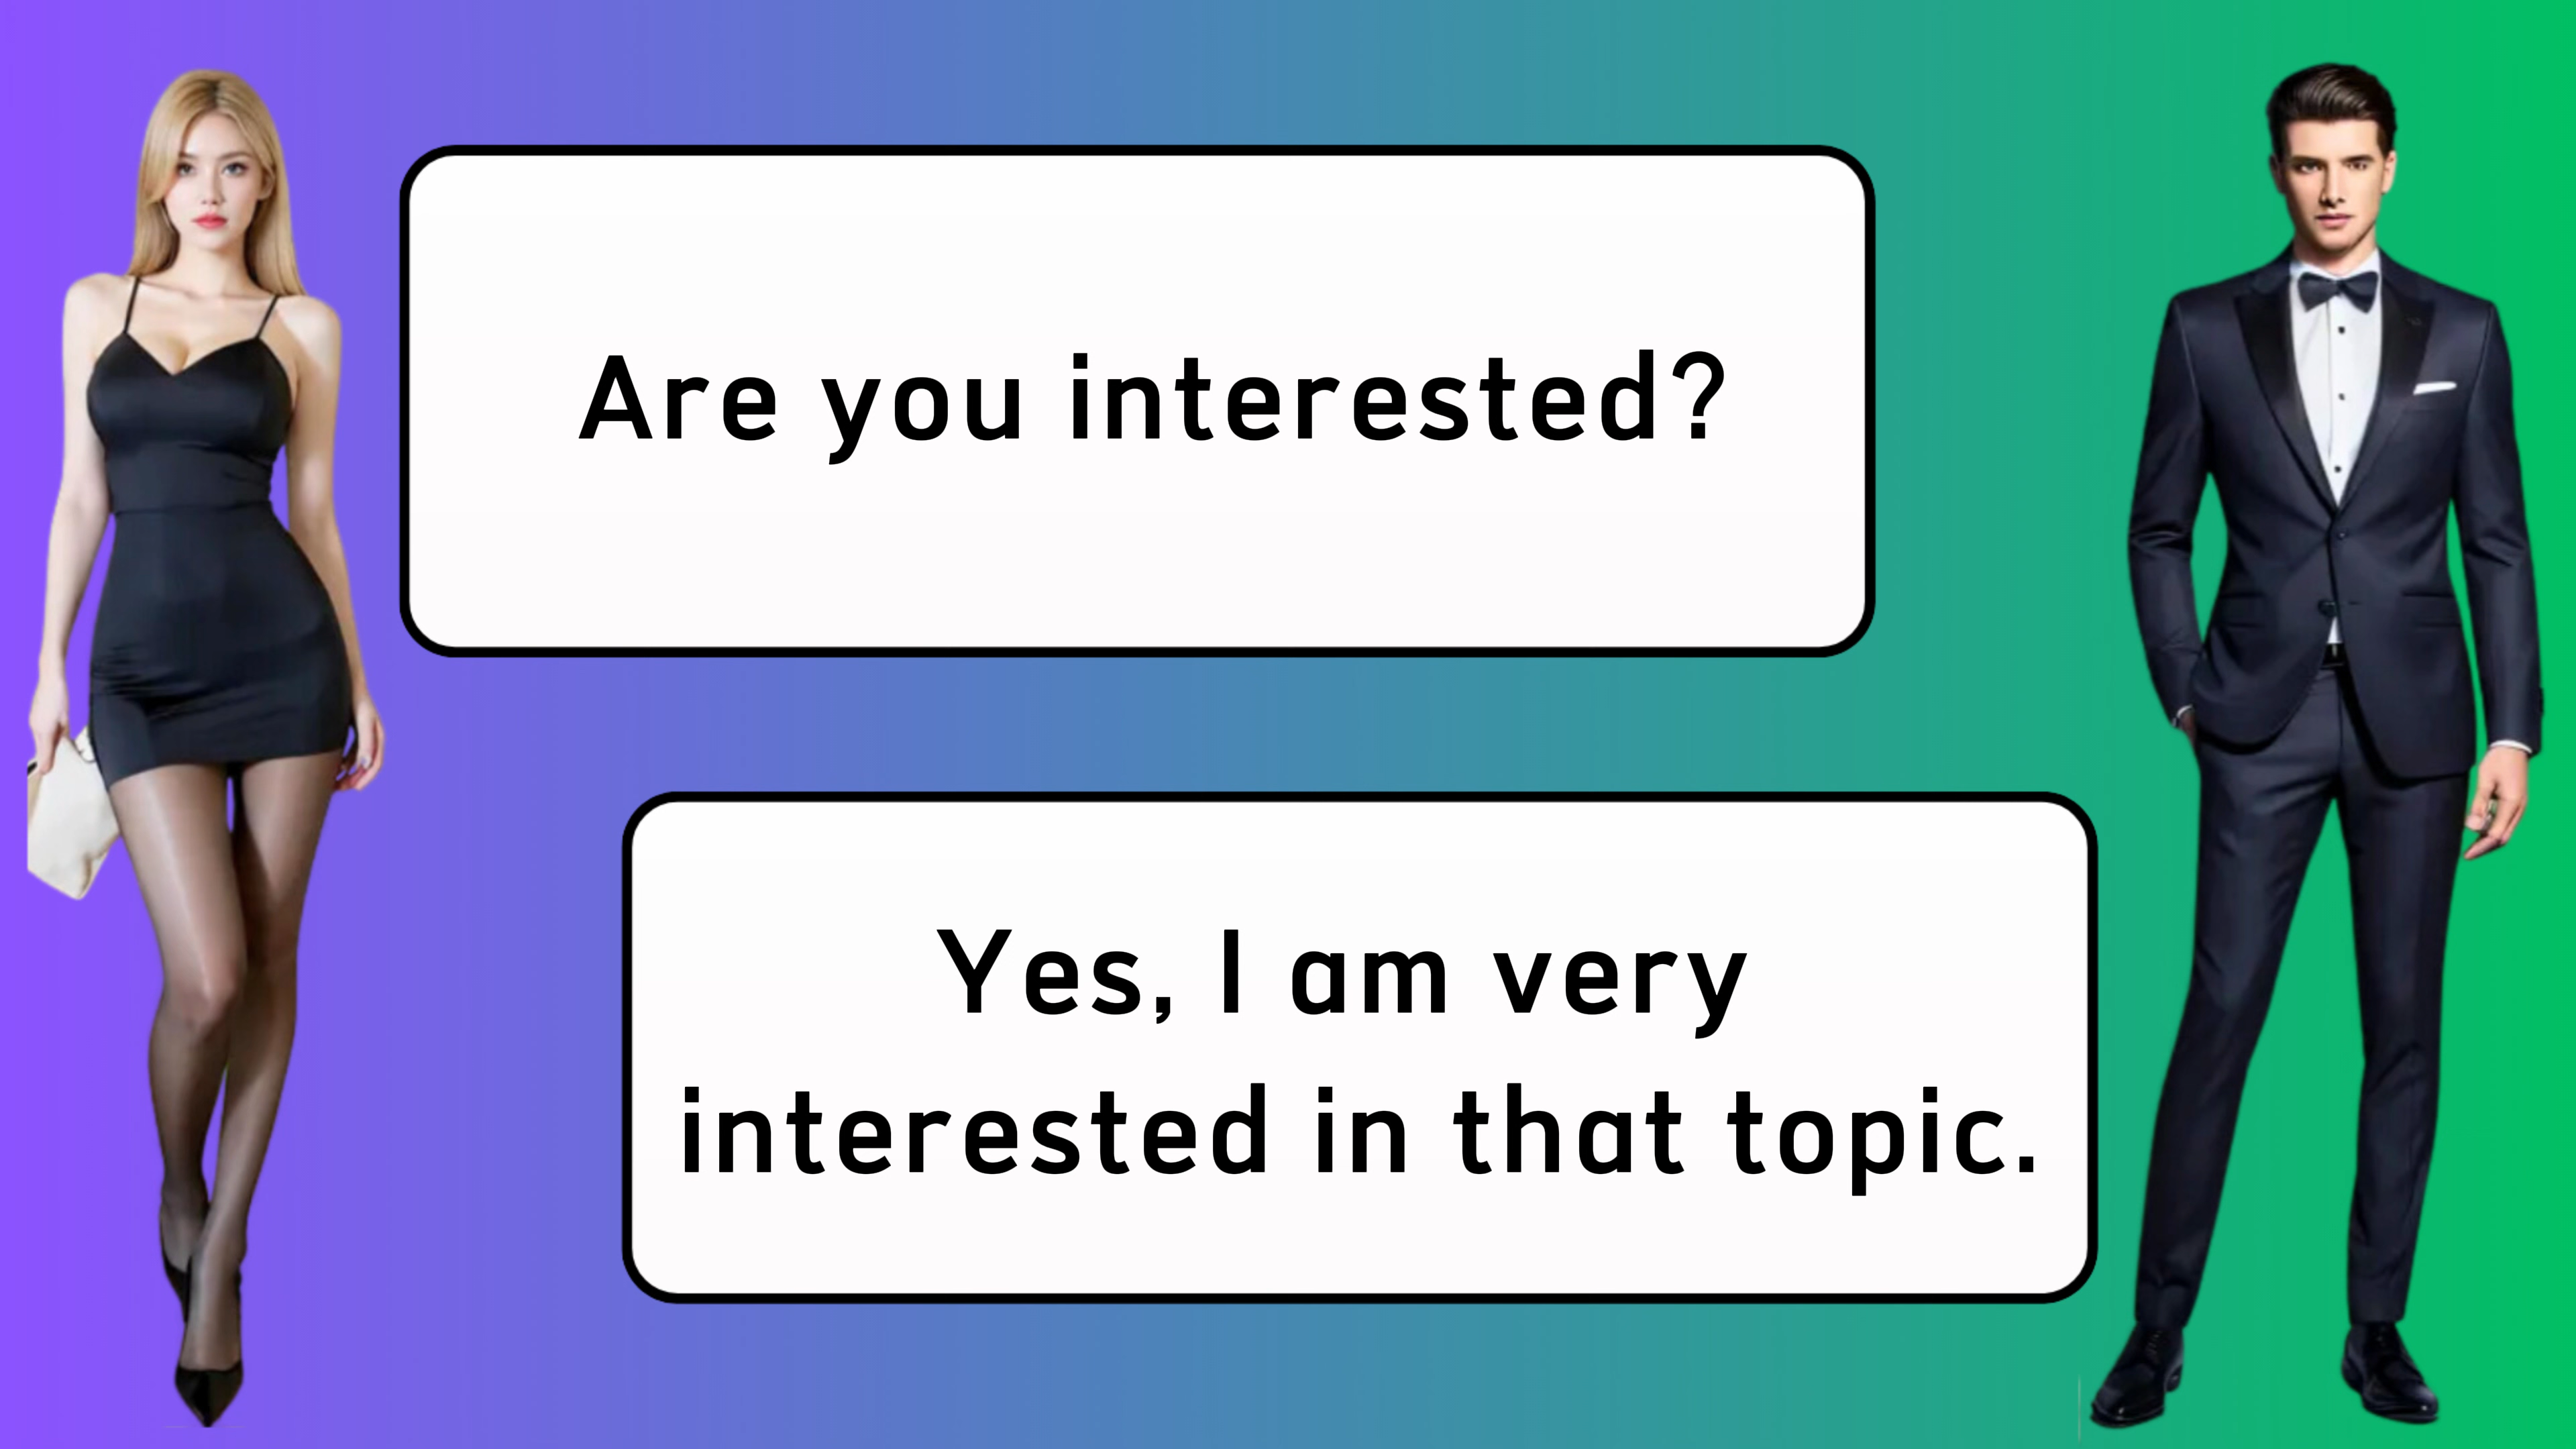 Are you interested?
Yes, I am very
interested in that topic.